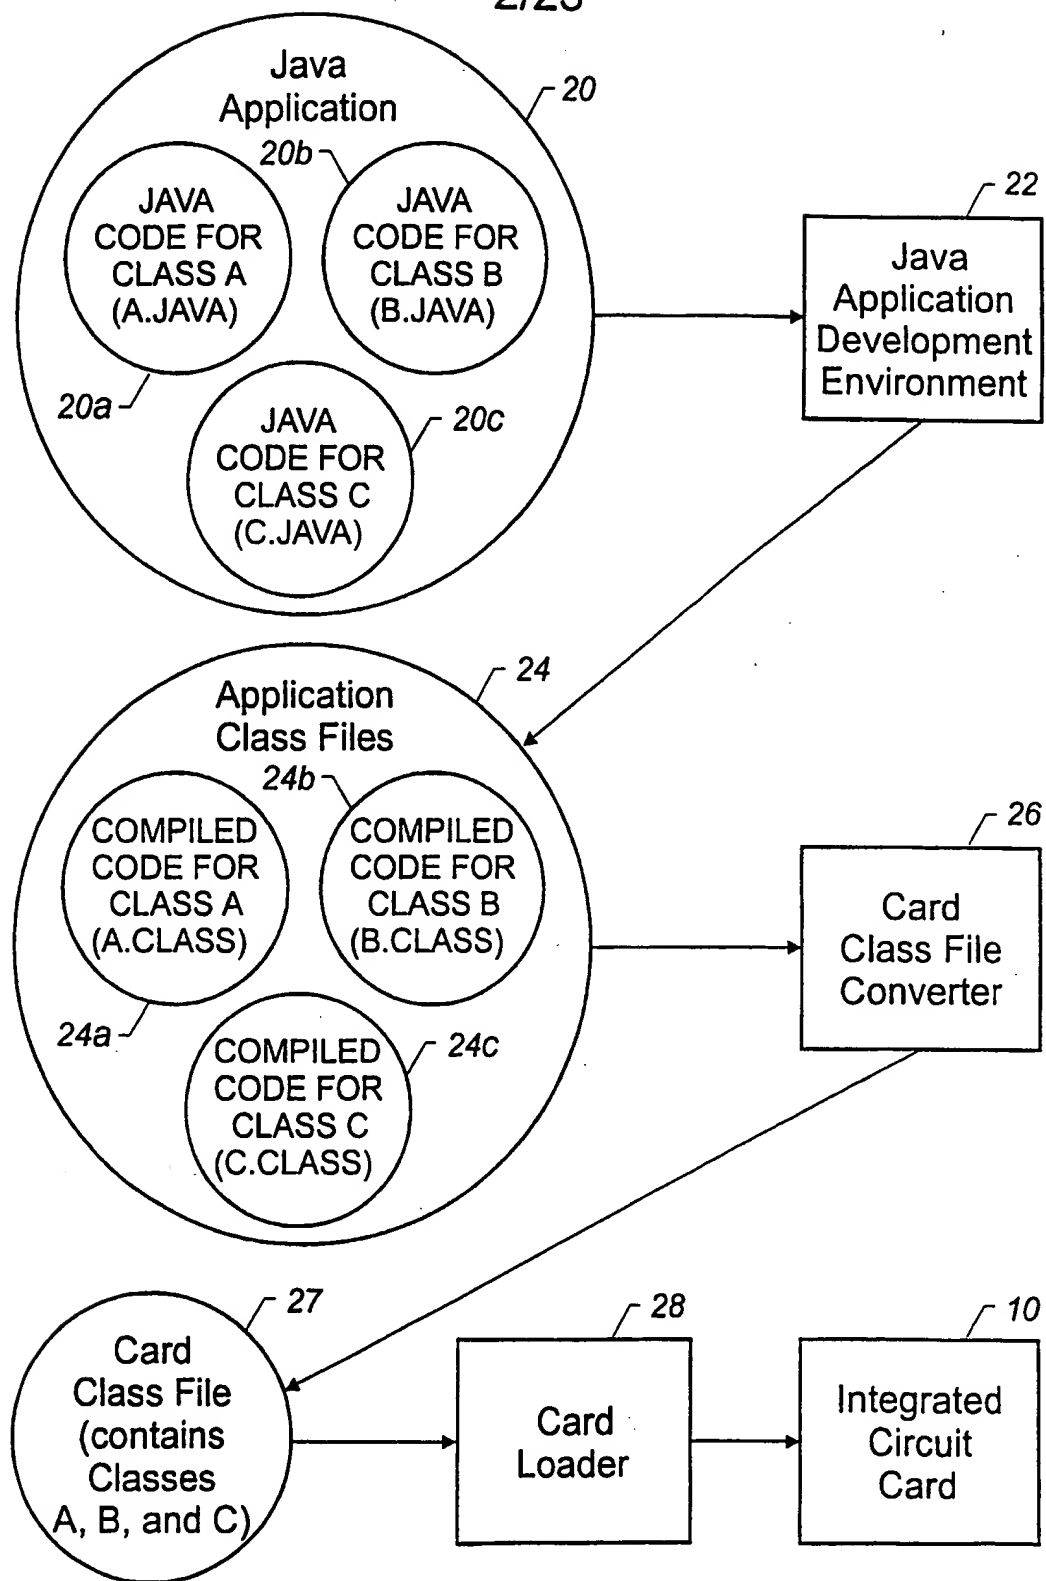 2/23
Java
Application
20
20b
JAVA
CODE FOR
CLASS A
(A.JAVA)
JAVA
CODE FOR
CLASS B
(B.JAVA)
20a
JAVA
CODE FOR
CLASS C
(C.JAVA)
20c
22
Java
Application
Development
Environment
24
Application
Class Files
24b
COMPILED
CODE FOR
CLASS A
(A.CLASS)
COMPILED
CODE FOR
CLASS B
(B.CLASS)
24a
COMPILED
CODE FOR
CLASS C
(C.CLASS)
24c
26
Card
Class File
Converter
27
Card
Class File
(contains
Classes
A, B, and C)
28
Card
Loader
10
Integrated
Circuit
Card